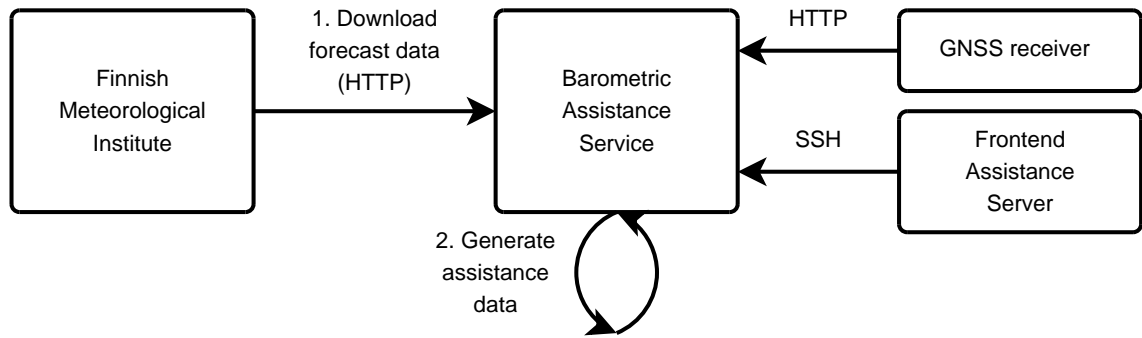 Finnish
Meteorological
Institute
1. Download
forecast data
(HTTP)
Barometric
Assistance
Service
2. Generate
assistance
data
HTTP
GNSS receiver
SSH
Frontend
Assistance
Server